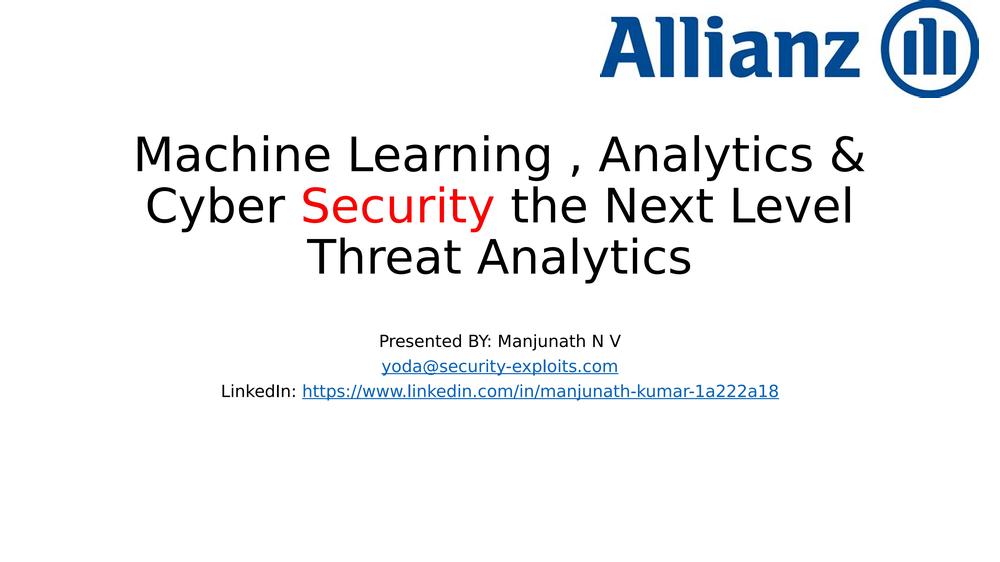 Allianz
Machine Learning , Analytics &
Cyber Security the Next Level
Threat Analytics
Presented BY: Manjunath N V
yoda@security-exploits.com
LinkedIn: https://www.linkedin.com/in/manjunath-kumar-1a222a18